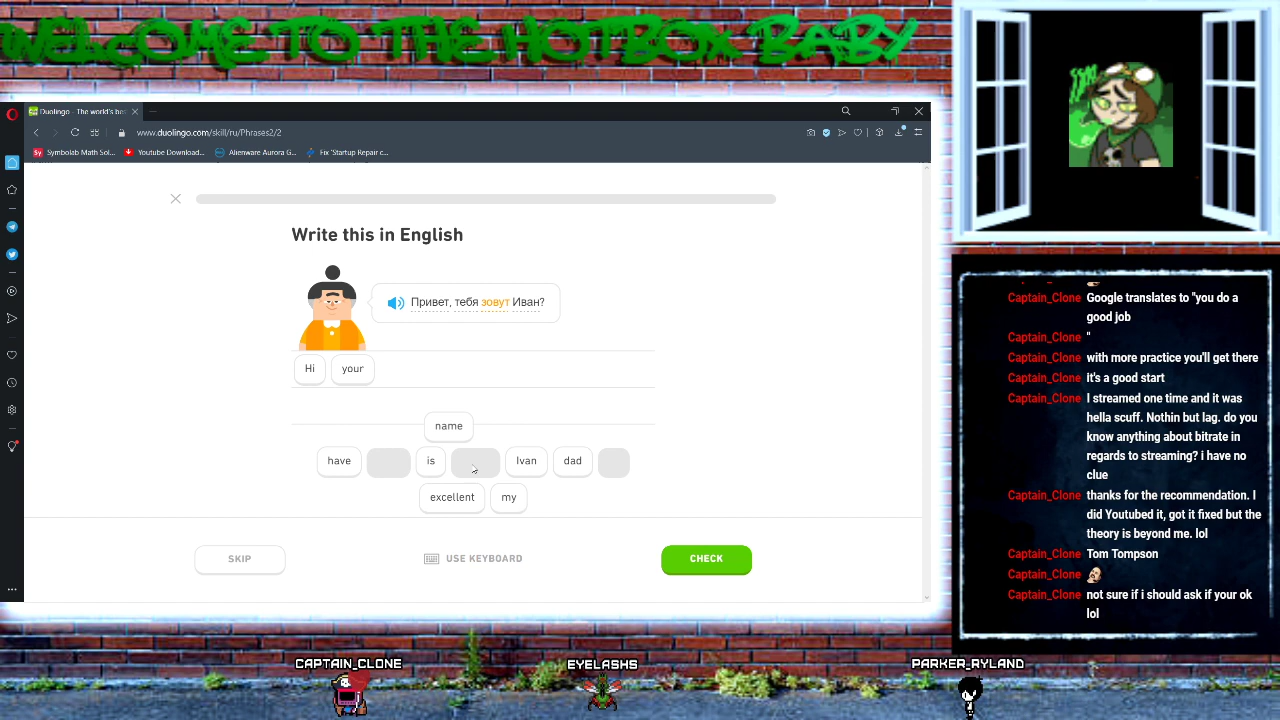 WELCOME TO THE HOTBOX BABY
Duolingo - The world's bes
www.duolingo.com/skill/ru/Phrases2/2
Sy Symbolab Math Sol...
Youtube Download...
Alienware Aurora G...
Fix 'Startup Repair c...
Write this in English
Привет, тебя зовут Иван?
Hi your
name
have is Ivan dad
excellent my
SKIP
USE KEYBOARD
CHECK
Captain_Clone Google translates to "you do a
good job
Captain_Clone "
Captain_Clone with more practice you'll get there
Captain_Clone it's a good start
Captain_Clone I streamed one time and it was
hella scuff. Nothin but lag. do you
know anything about bitrate in
regards to streaming? i have no
clue
Captain_Clone thanks for the recommendation. I
did Youtubed it, got it fixed but the
theory is beyond me. lol
Captain_Clone Tom Tompson
Captain_Clone
Captain_Clone not sure if i should ask if your ok
lol
CAPTAIN_CLONE
EYELASHS
PARKER_RYLAND